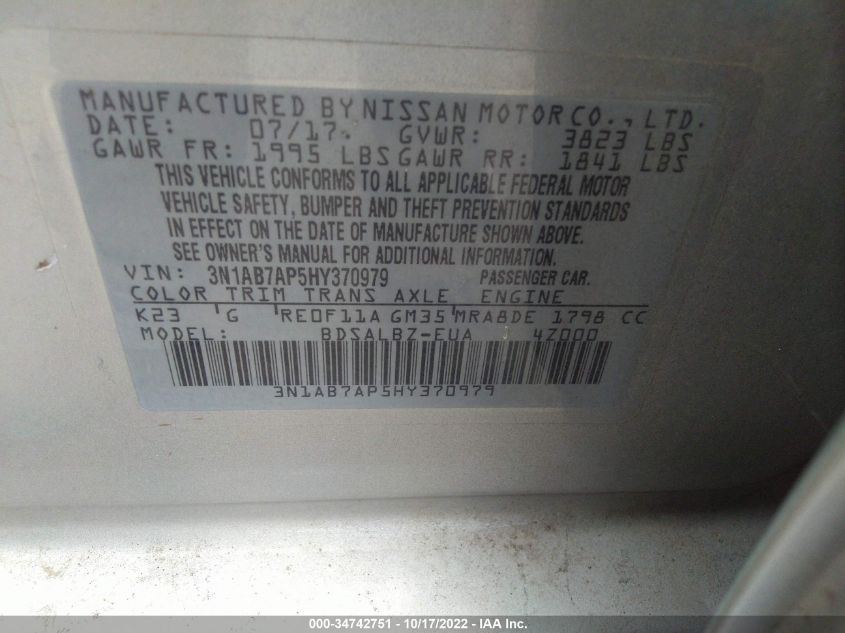 MANUFACTURED BY NISSAN MOTOR CO., LTD.
DATE: 07/17. GVWR: 3823 LBS
GAWR FR: 1995 LBS GAWR RR: 1841 LBS
THIS VEHICLE CONFORMS TO ALL APPLICABLE FEDERAL MOTOR
VEHICLE SAFETY, BUMPER AND THEFT PREVENTION STANDARDS
IN EFFECT ON THE DATE OF MANUFACTURE SHOWN ABOVE.
SEE OWNER'S MANUAL FOR ADDITIONAL INFORMATION.
VIN: 3N1AB7AP5HY370979 PASSENGER CAR.
COLOR TRIM TRANS AXLE ENGINE
K23 G RE0F11A GM35 MRA8DE 1798 CC
MODEL: BDSALBZ-EUA 4Z000
3N1AB7AP5HY370979
000-34742751 - 10/17/2022 - IAA Inc.